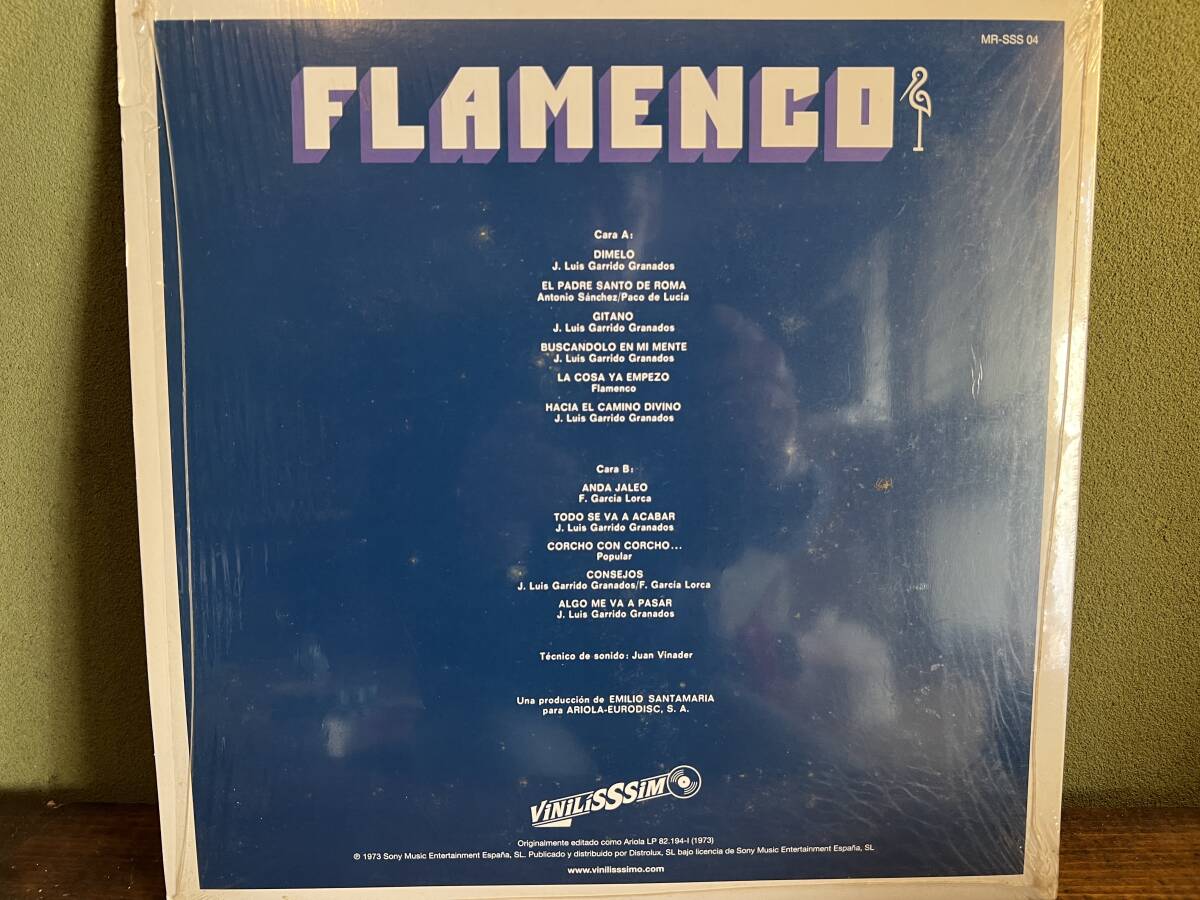 MR-SSS 04
FLAMENCO
Cara A:
DIMELO
J. Luis Garrido Granados
EL PADRE SANTO DE ROMA
Antonio Sánchez/Paco de Lucía
GITANO
J. Luis Garrido Granados
BUSCANDOLO EN MI MENTE
J. Luis Garrido Granados
LA COSA YA EMPEZO
Flamenco
HACIA EL CAMINO DIVINO
J. Luis Garrido Granados
Cara B:
ANDA JALEO
F. García Lorca
TODO SE VA A ACABAR
J. Luis Garrido Granados
CORCHO CON CORCHO...
Popular
CONSEJOS
J. Luis Garrido Granados/F. García Lorca
ALGO ME VA A PASAR
J. Luis Garrido Granados
Técnico de sonido: Juan Vinader
Una producción de EMILIO SANTAMARIA
para ARIOLA-EURODISC, S. A.
ViNiLiSSSiMO
Originalmente editado como Ariola LP 82.194-I (1973)
℗ 1973 Sony Music Entertainment España, SL. Publicado y distribuido por Distrolux, SL bajo licencia de Sony Music Entertainment España, SL
www.vinilisssimo.com